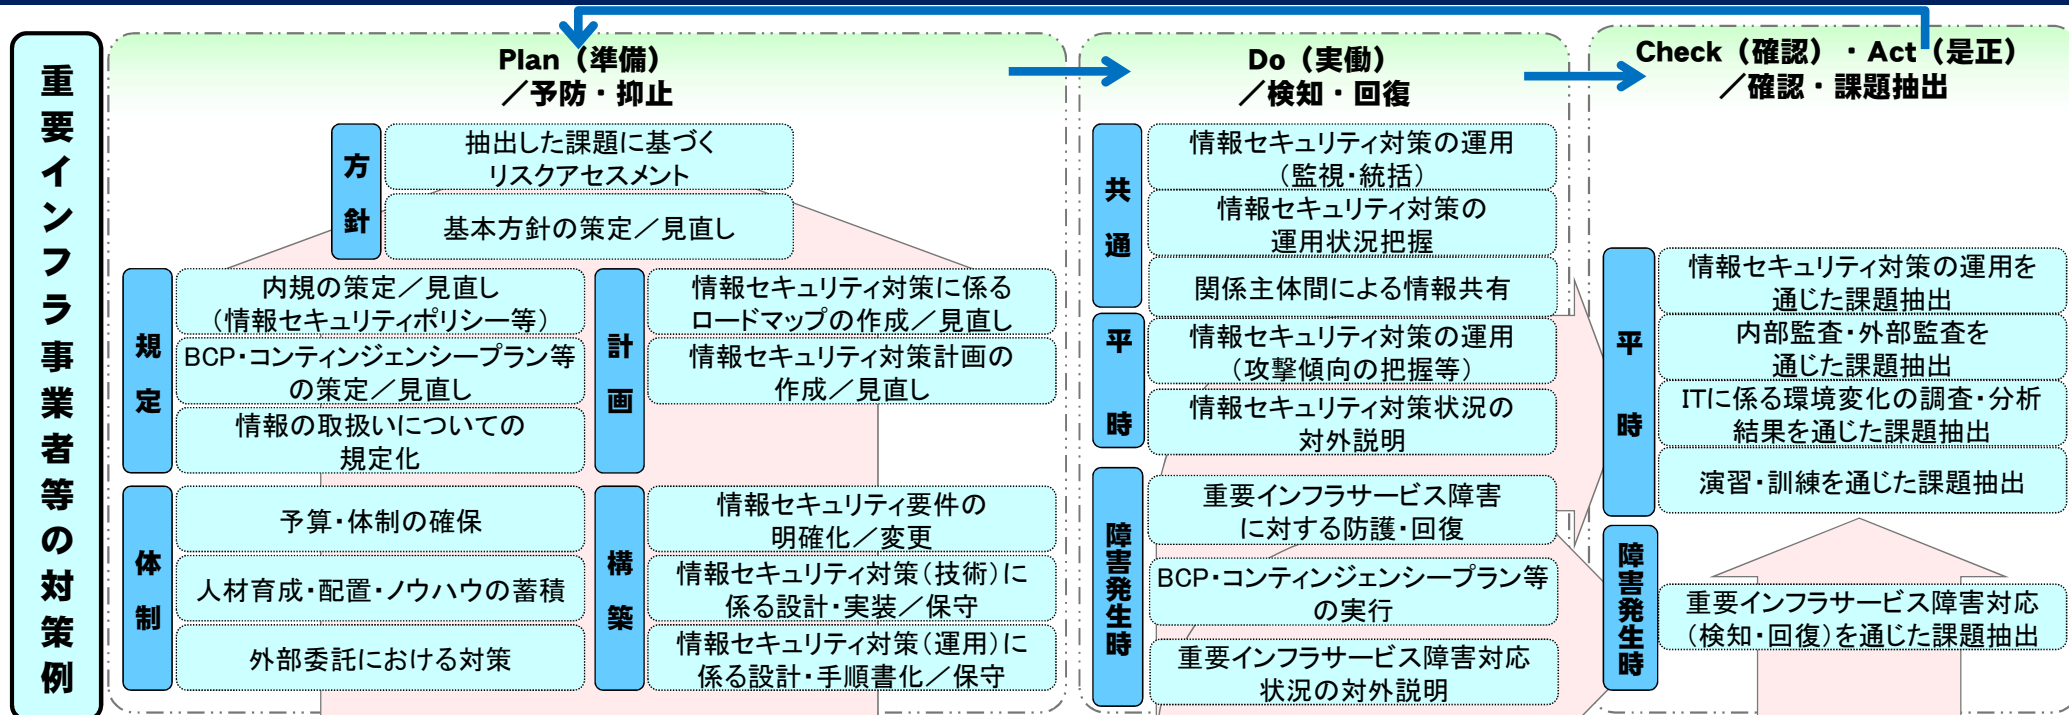 重要インフラ事業者等の対策例
Plan（準備）
／予防・抑止
方針
抽出した課題に基づく
リスクアセスメント
基本方針の策定／見直し
規定
内規の策定／見直し
（情報セキュリティポリシー等）
BCP・コンティンジェンシープラン等
の策定／見直し
情報の取扱いについての
規定化
計画
情報セキュリティ対策に係る
ロードマップの作成／見直し
情報セキュリティ対策計画の
作成／見直し
体制
予算・体制の確保
人材育成・配置・ノウハウの蓄積
外部委託における対策
構築
情報セキュリティ要件の
明確化／変更
情報セキュリティ対策（技術）に
係る設計・実装／保守
情報セキュリティ対策（運用）に
係る設計・手順書化／保守
Do（実働）
／検知・回復
共通
情報セキュリティ対策の運用
（監視・統括）
情報セキュリティ対策の
運用状況把握
関係主体間による情報共有
平時
情報セキュリティ対策の運用
（攻撃傾向の把握等）
情報セキュリティ対策状況の
対外説明
障害発生時
重要インフラサービス障害
に対する防護・回復
BCP・コンティンジェンシープラン等
の実行
重要インフラサービス障害対応
状況の対外説明
Check（確認）・Act（是正）
／確認・課題抽出
平時
情報セキュリティ対策の運用を
通じた課題抽出
内部監査・外部監査を
通じた課題抽出
ITに係る環境変化の調査・分析
結果を通じた課題抽出
演習・訓練を通じた課題抽出
障害発生時
重要インフラサービス障害対応
（検知・回復）を通じた課題抽出